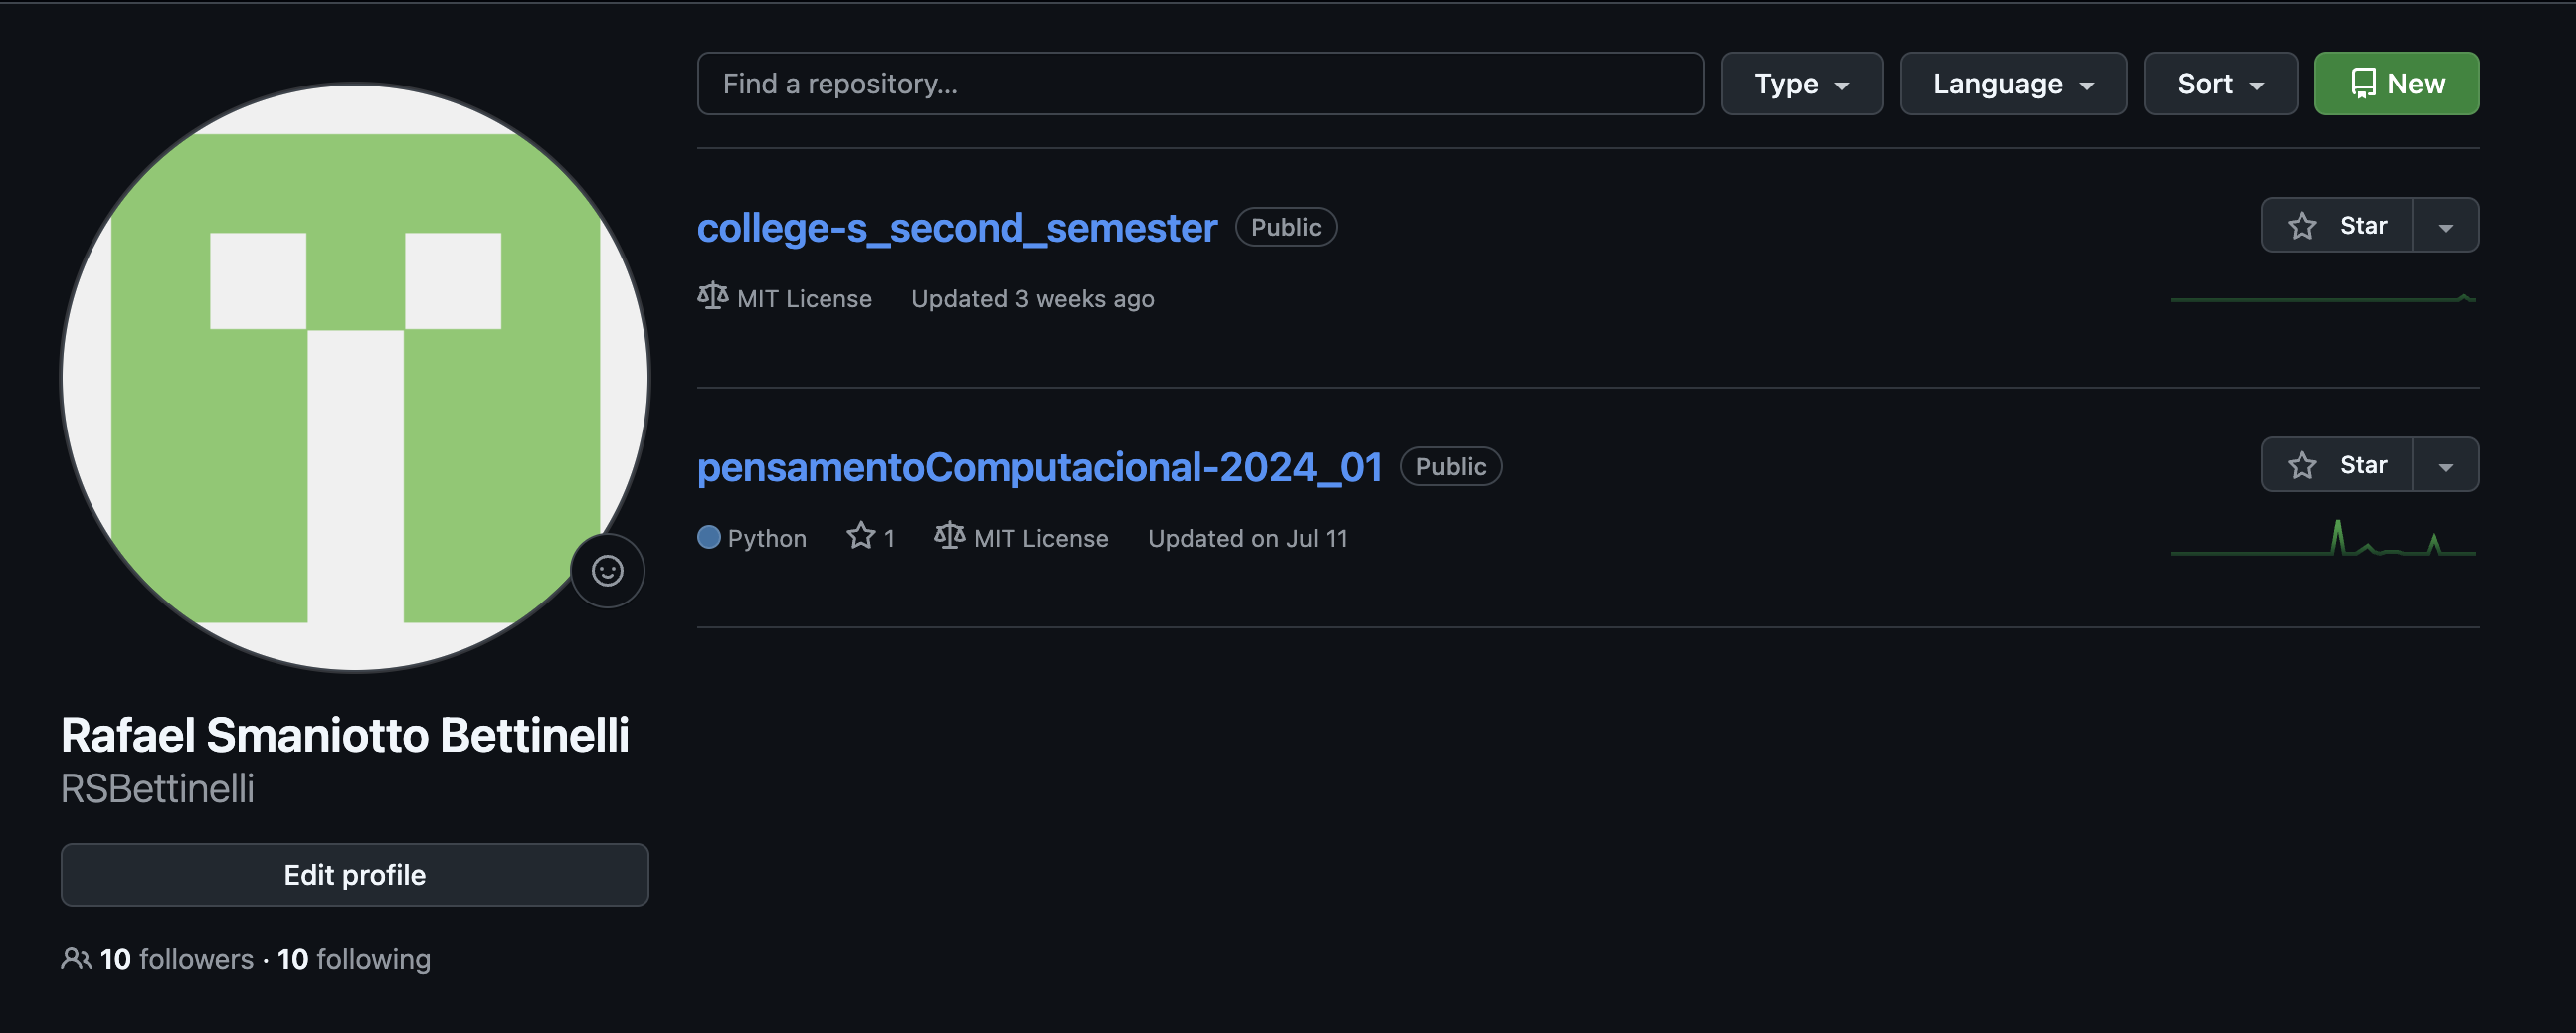 Find a repository...
Type
Language
Sort
New
college-s_second_semester
Public
Star
MIT License
Updated 3 weeks ago
pensamentoComputacional-2024_01
Public
Star
Python
1
MIT License
Updated on Jul 11
Rafael Smaniotto Bettinelli
RSBettinelli
Edit profile
10 followers · 10 following